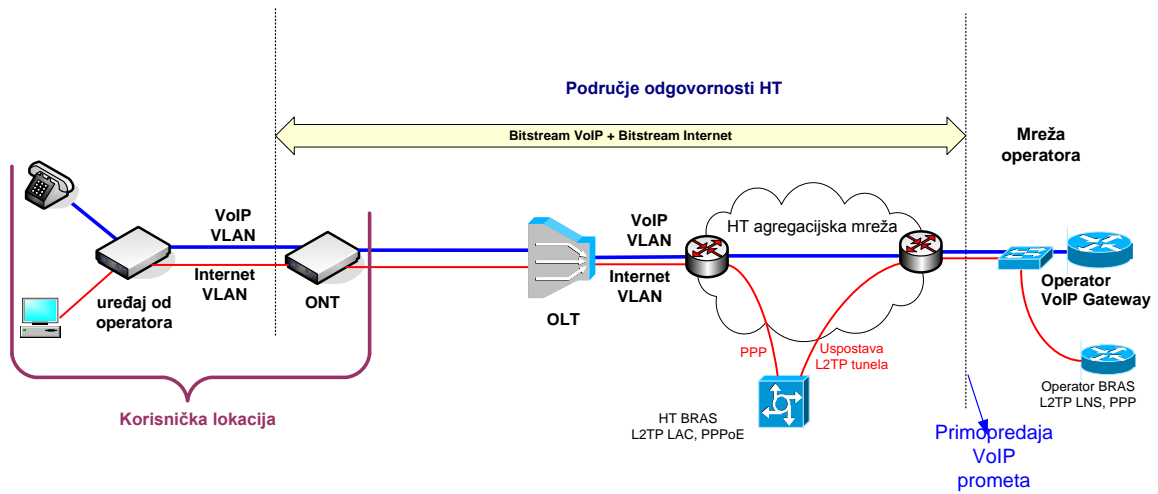 Područje odgovornosti HT
Bitstream VoIP + Bitstream Internet
Mreža
operatora
VoIP
VLAN
Internet
VLAN
uređaj od
operatora
ONT
OLT
VoIP
VLAN
Internet
VLAN
HT agregacijska mreža
Operator
VoIP Gateway
PPP
Uspostava
L2TP tunela
HT BRAS
L2TP LAC, PPPoE
Operator BRAS
L2TP LNS, PPP
Korisnička lokacija
Primopredaja
VoIP
prometa